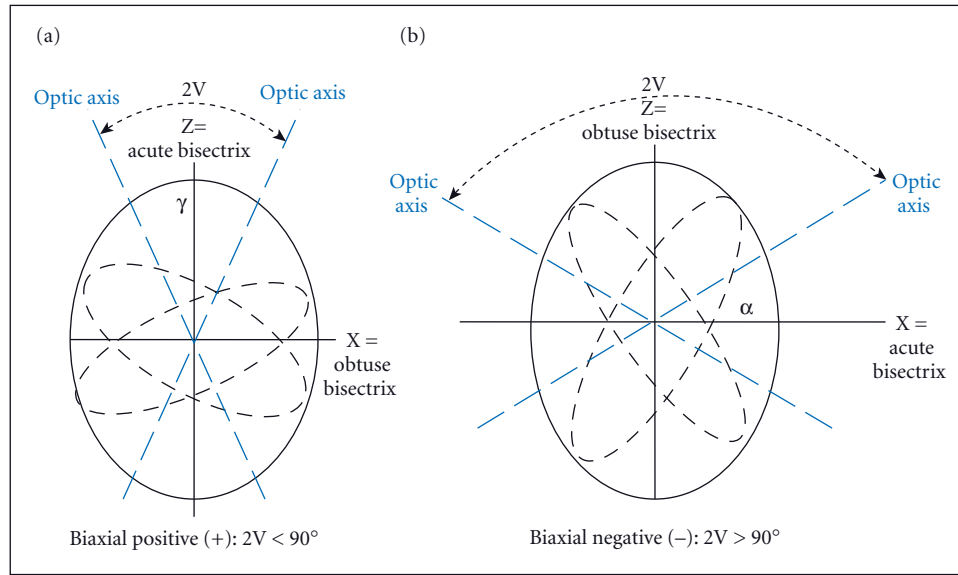 (a)
Optic axis
2V
Optic axis
Z=
acute bisectrix
γ
X =
obtuse
bisectrix
Biaxial positive (+): 2V < 90°
(b)
2V
Z=
obtuse bisectrix
Optic
axis
Optic
axis
α
X =
acute
bisectrix
Biaxial negative (–): 2V > 90°